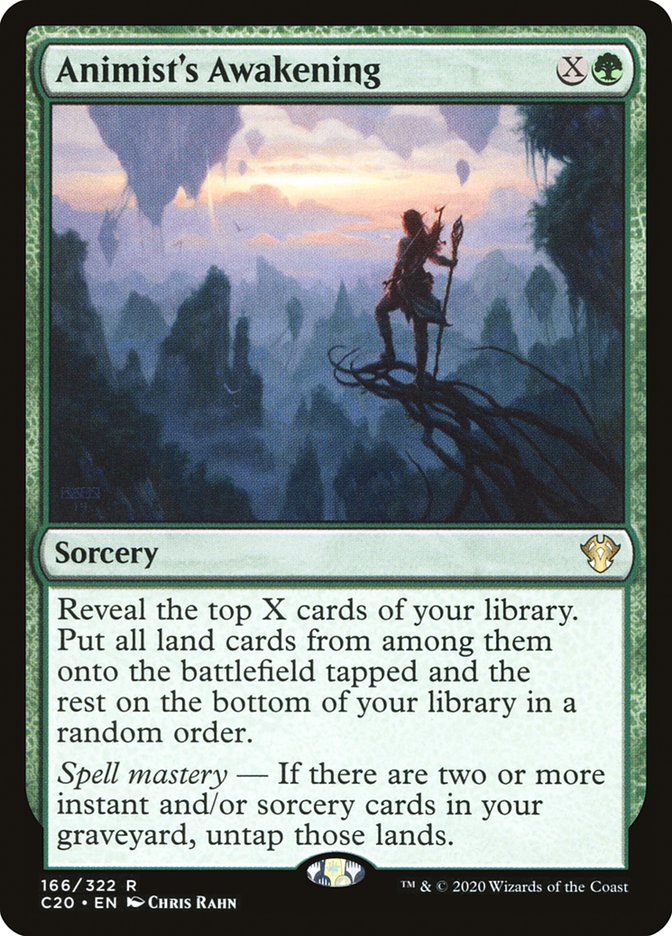 Animist's Awakening X
Sorcery
Reveal the top X cards of your library.
Put all land cards from among them
onto the battlefield tapped and the
rest on the bottom of your library in a
random order.
Spell mastery — If there are two or more
instant and/or sorcery cards in your
graveyard, untap those lands.
166/322 R
C20 • EN Chris Rahn
™ & © 2020 Wizards of the Coast